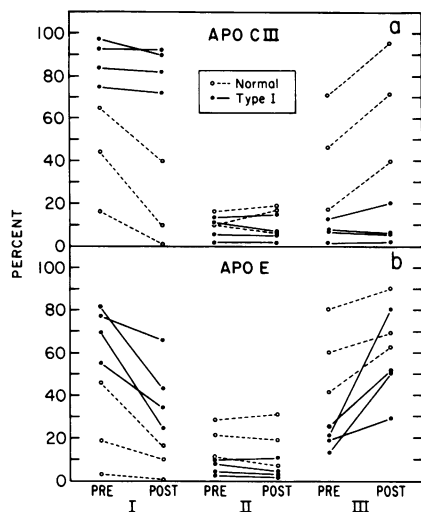 APO C III
a
Normal
Type I
100
80
60
40
20
0
PERCENT
APO E
b
100
80
60
40
20
0
PRE POST PRE POST PRE POST
I II III